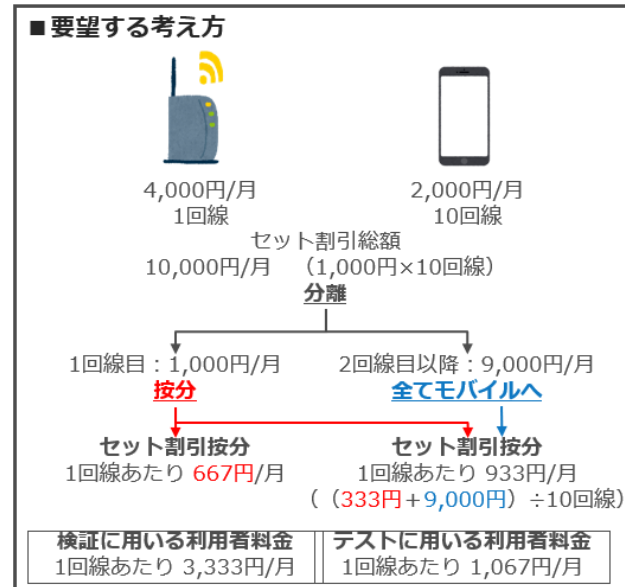 ■要望する考え方
4,000円/月
1回線
2,000円/月
10回線
セット割引総額
10,000円/月 （1,000円×10回線）
分離
1回線目：1,000円/月
按分
2回線目以降：9,000円/月
全てモバイルへ
セット割引按分
1回線あたり 667円/月
セット割引按分
1回線あたり 933円/月
（（333円＋9,000円）÷10回線）
検証に用いる利用者料金
1回線あたり 3,333円/月
テストに用いる利用者料金
1回線あたり 1,067円/月